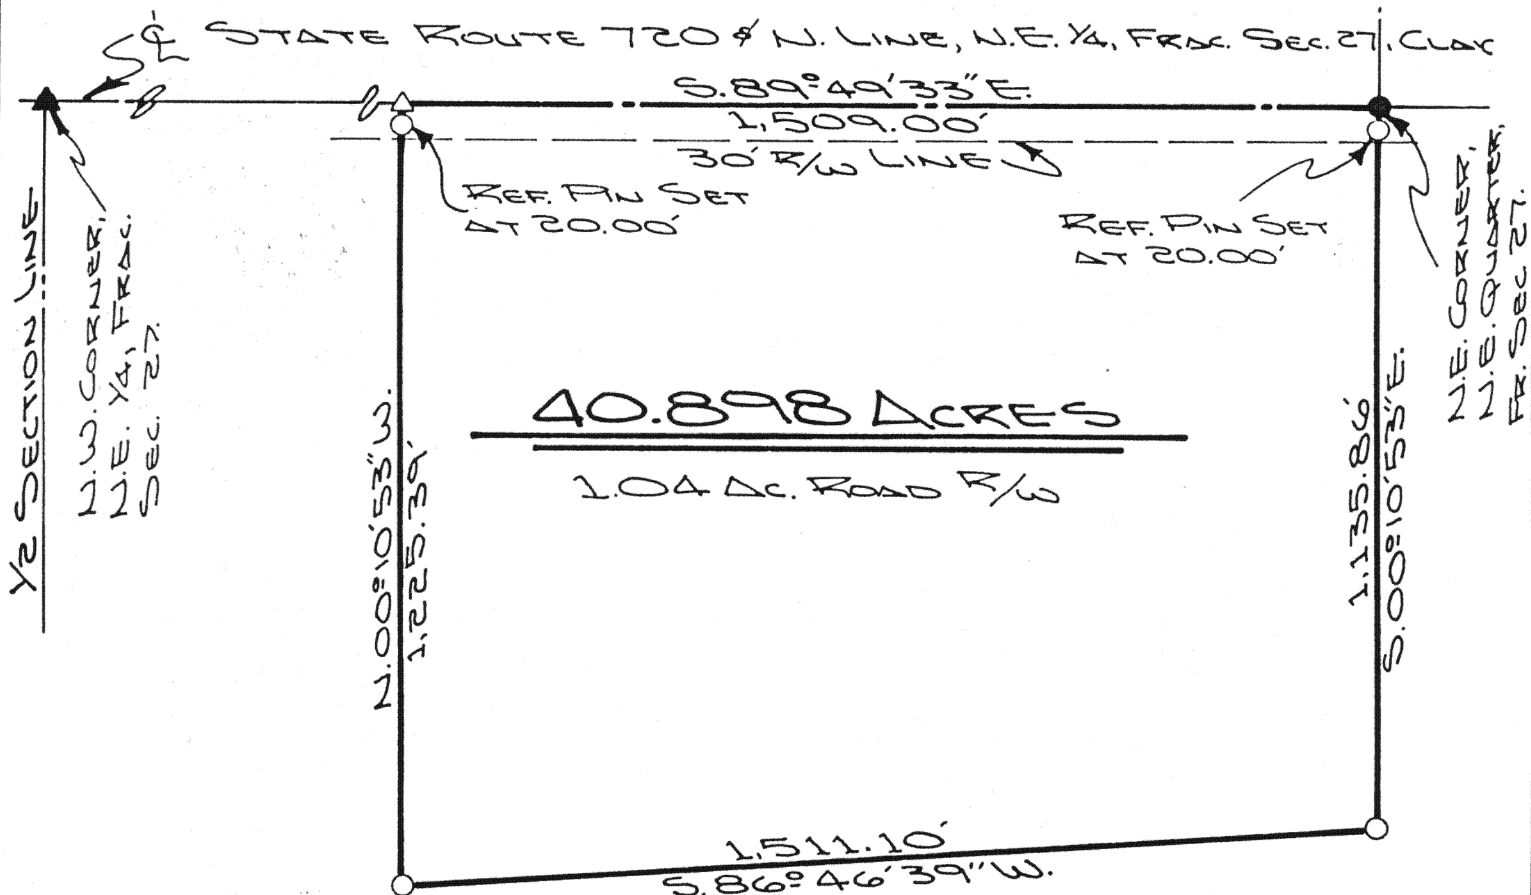 ℄ STATE ROUTE 720 & N. LINE, N.E. ¼, FRAC. SEC. 27, CLAY
S.89°49'33"E.
1,509.00'
30' R/W LINE
REF. PIN SET
AT 20.00'
REF. PIN SET
AT 20.00'
½ SECTION LINE
N.W. CORNER,
N.E. ¼, FRAC.
SEC. 27.
N.E. CORNER,
N.E. QUARTER,
FR. SEC 27.
40.898 ACRES
1.04 AC. ROAD R/W
N.00°10'53"W.
1,225.39'
1,135.86'
S.00°10'53"E.
1,511.10'
S.86°46'39"W.